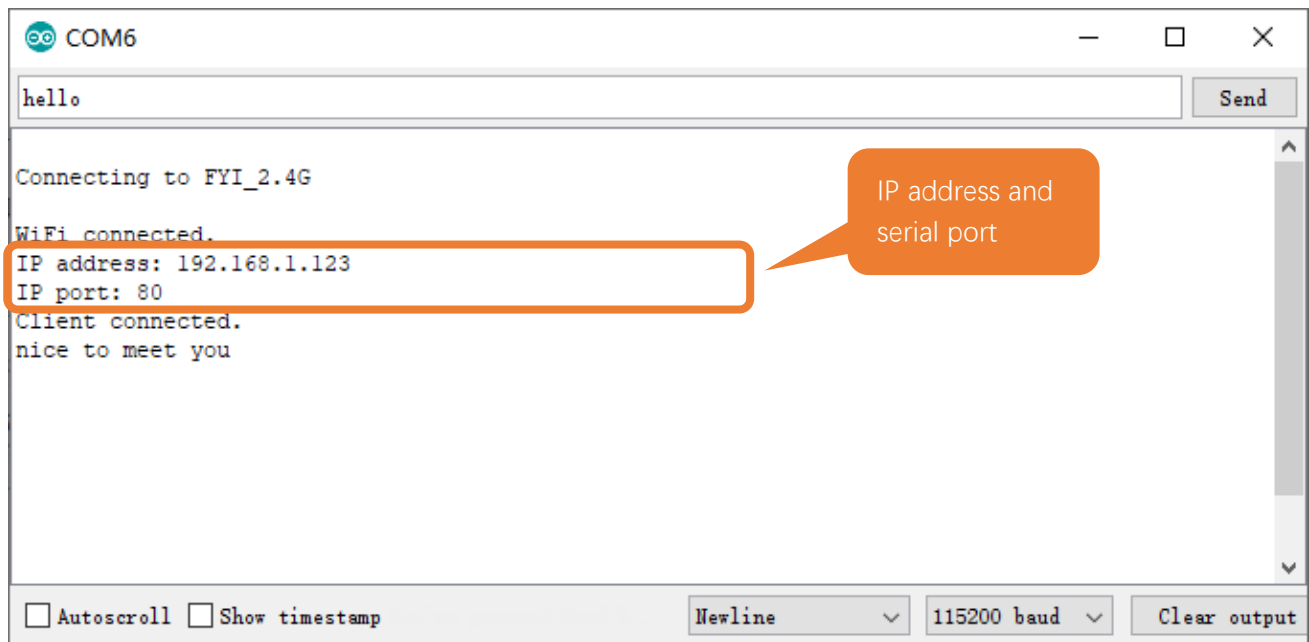 COM6
hello
Send
Connecting to FYI_2.4G
WiFi connected.
IP address: 192.168.1.123
IP port: 80
Client connected.
nice to meet you
IP address and
serial port
Autoscroll
Show timestamp
Newline
115200 baud
Clear output